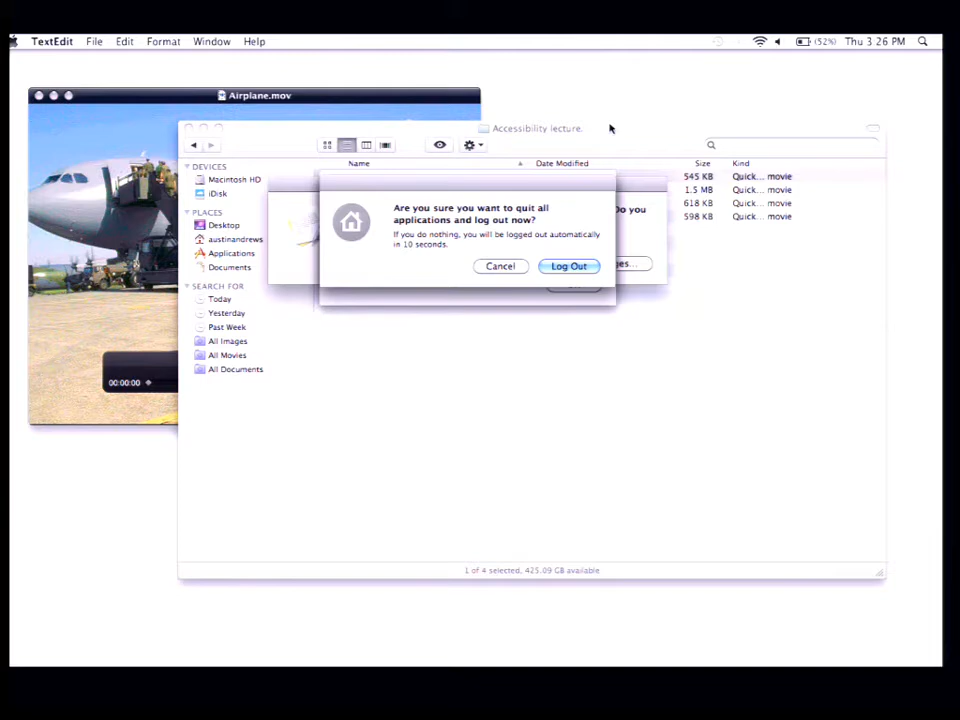 TextEdit File Edit Format Window Help (52%) Thu 3:26 PM
Airplane.mov
Accessibility lecture.
DEVICES
Macintosh HD
iDisk
PLACES
Desktop
austinandrews
Applications
Documents
SEARCH FOR
Today
Yesterday
Past Week
All Images
All Movies
All Documents
Name Date Modified Size Kind
545 KB Quick... movie
1.5 MB Quick... movie
618 KB Quick... movie
598 KB Quick... movie
Do you
ges...
Are you sure you want to quit all
applications and log out now?
If you do nothing, you will be logged out automatically
in 10 seconds.
Cancel Log Out
00:00:00
1 of 4 selected, 425.09 GB available